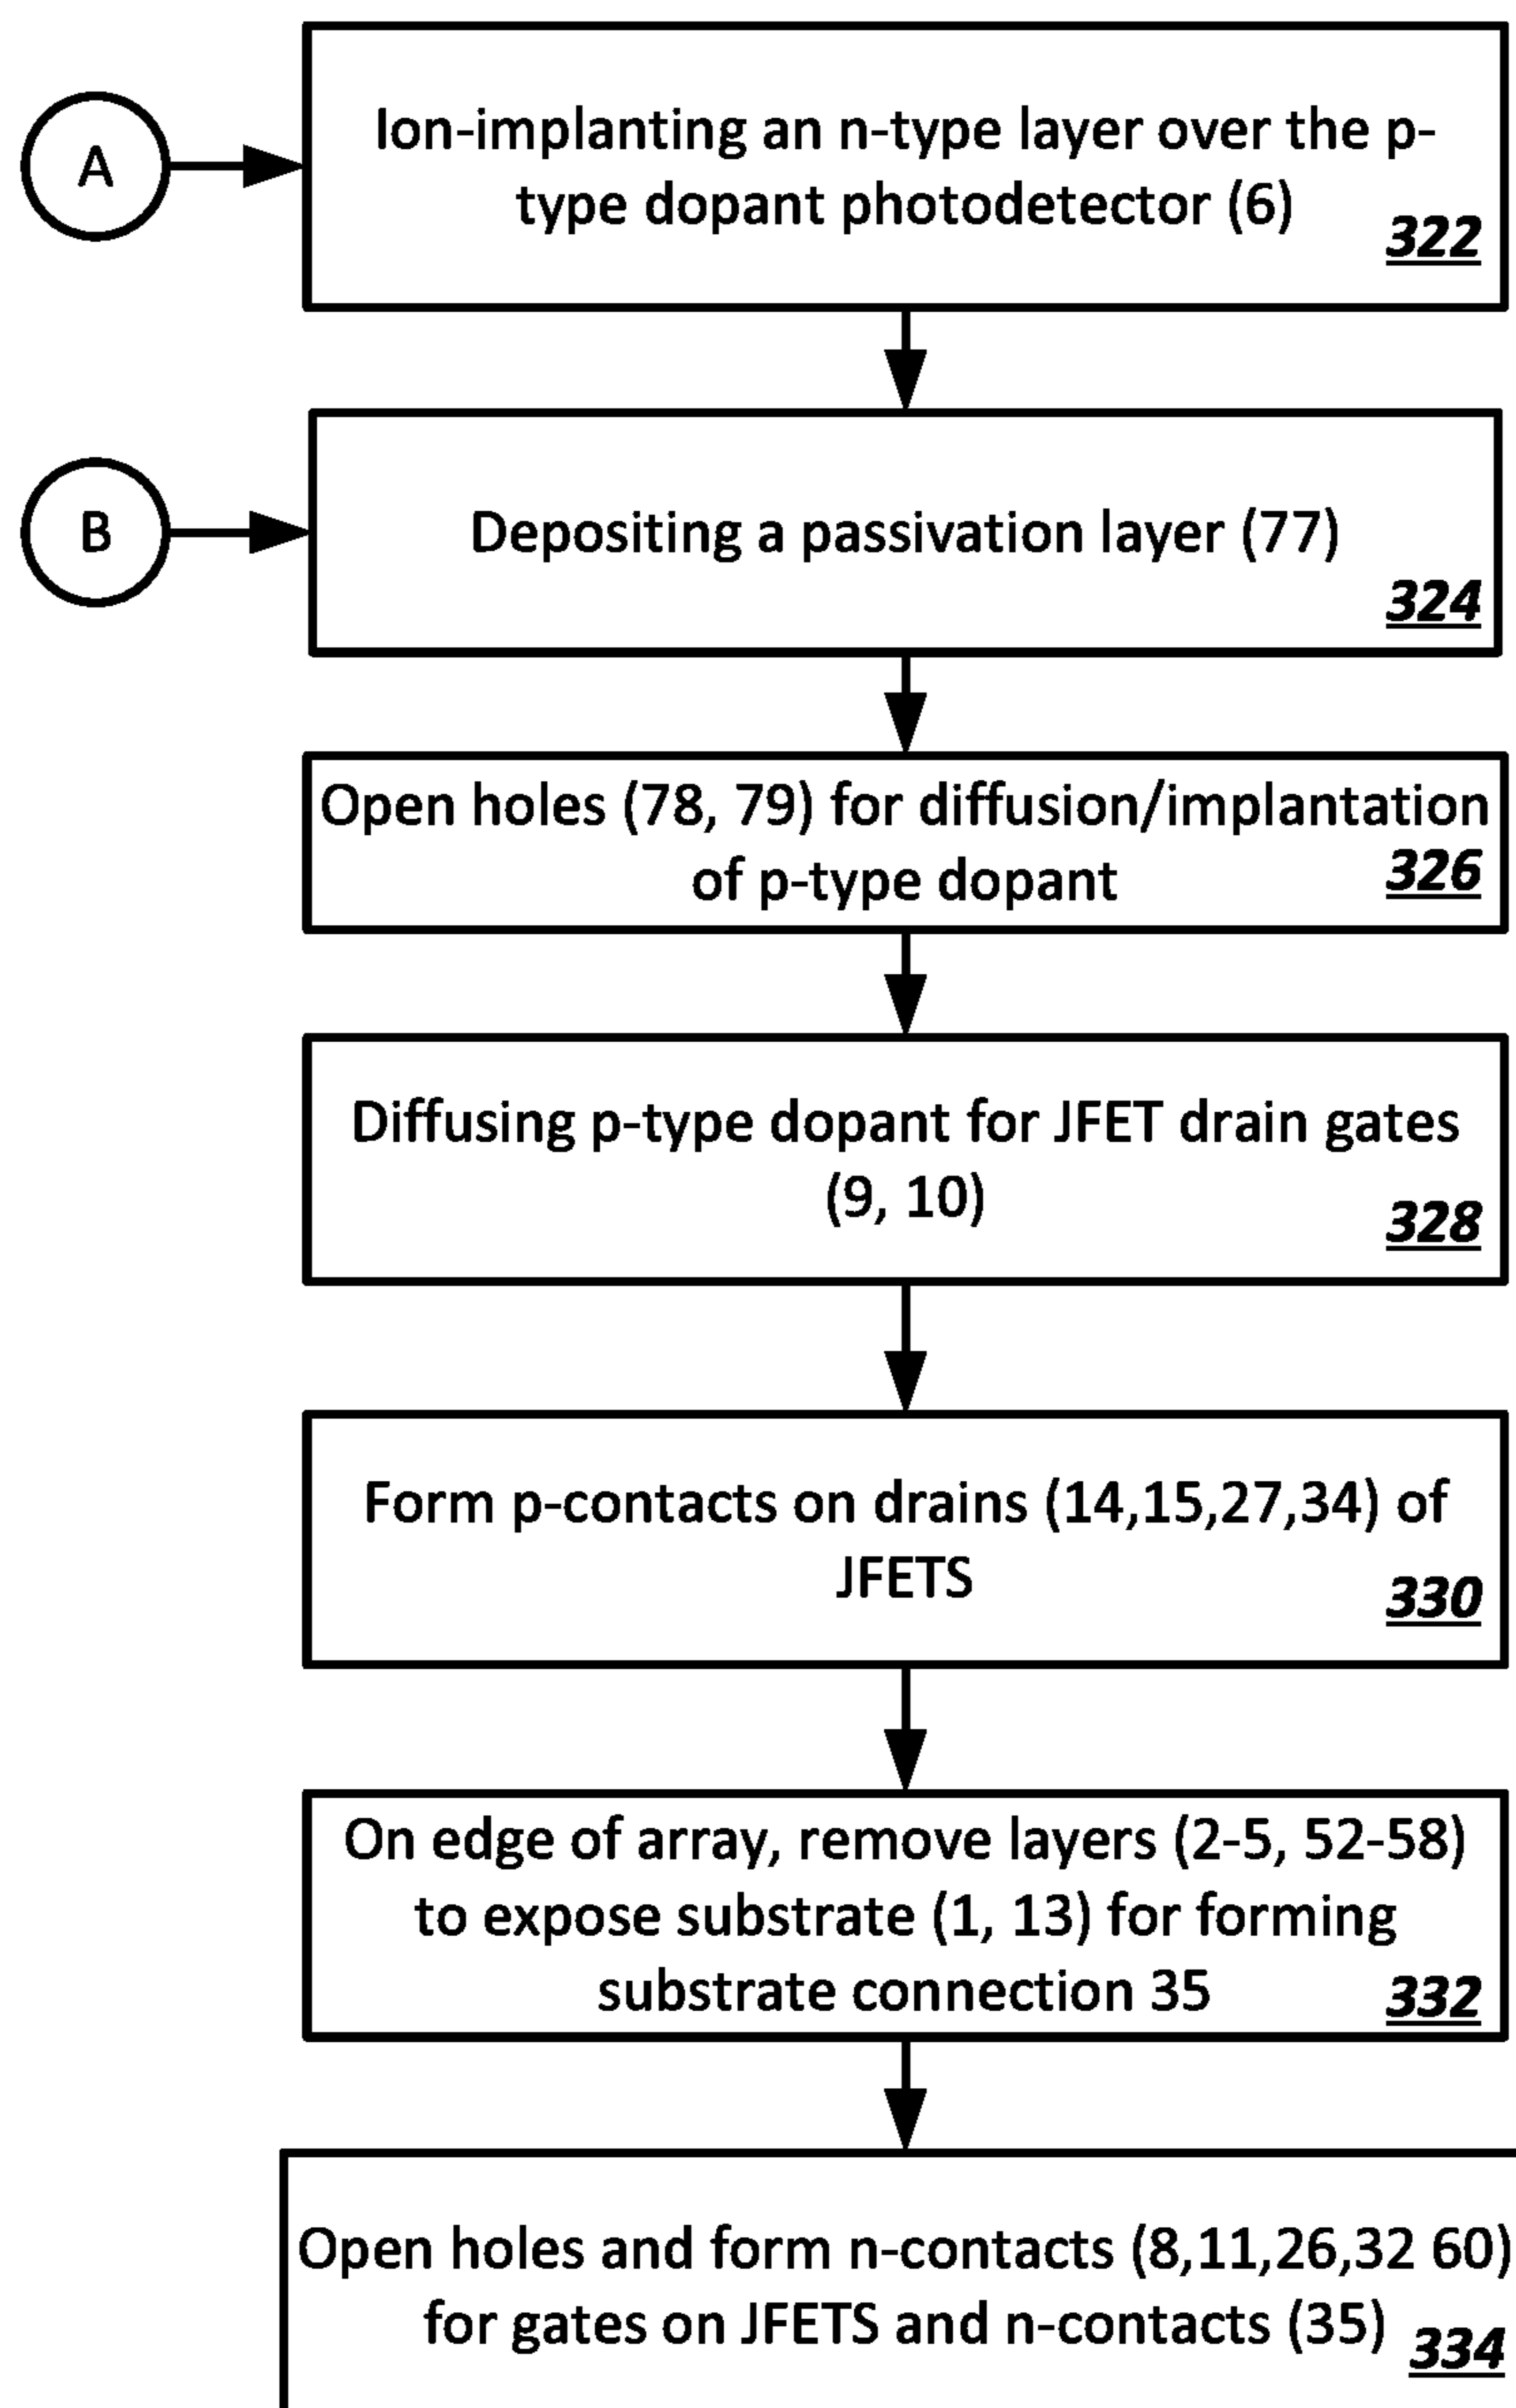 A
Ion-implanting an n-type layer over the p-
type dopant photodetector (6)
322
B
Depositing a passivation layer (77)
324
Open holes (78, 79) for diffusion/implantation
of p-type dopant
326
Diffusing p-type dopant for JFET drain gates
(9, 10)
328
Form p-contacts on drains (14,15,27,34) of
JFETS
330
On edge of array, remove layers (2-5, 52-58)
to expose substrate (1, 13) for forming
substrate connection 35
332
Open holes and form n-contacts (8,11,26,32 60)
for gates on JFETS and n-contacts (35)
334